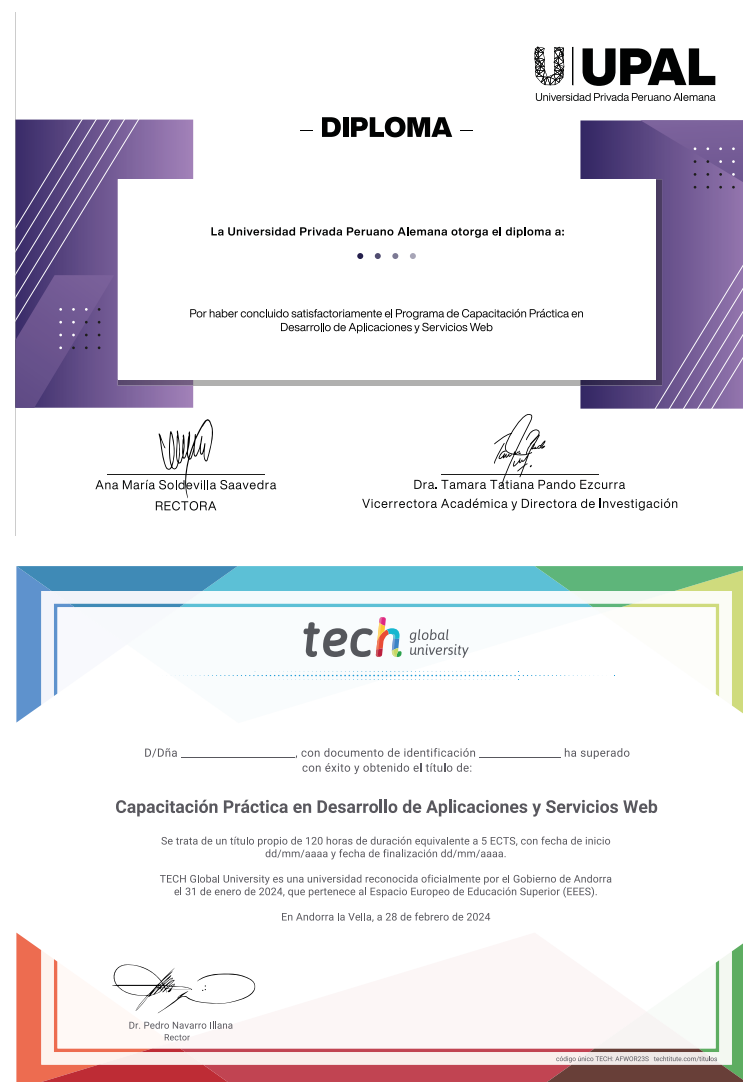 UPAL
Universidad Privada Peruano Alemana
– DIPLOMA –
La Universidad Privada Peruano Alemana otorga el diploma a:
Por haber concluido satisfactoriamente el Programa de Capacitación Práctica en
Desarrollo de Aplicaciones y Servicios Web
Ana María Soldevilla Saavedra
RECTORA
Dra. Tamara Tatiana Pando Ezcurra
Vicerrectora Académica y Directora de Investigación
tech global university
D/Dña ____________________, con documento de identificación ______________ ha superado
con éxito y obtenido el título de:
Capacitación Práctica en Desarrollo de Aplicaciones y Servicios Web
Se trata de un título propio de 120 horas de duración equivalente a 5 ECTS, con fecha de inicio
dd/mm/aaaa y fecha de finalización dd/mm/aaaa.
TECH Global University es una universidad reconocida oficialmente por el Gobierno de Andorra
el 31 de enero de 2024, que pertenece al Espacio Europeo de Educación Superior (EEES).
En Andorra la Vella, a 28 de febrero de 2024
Dr. Pedro Navarro Illana
Rector
código único TECH: AFWOR23S techtitute.com/titulos